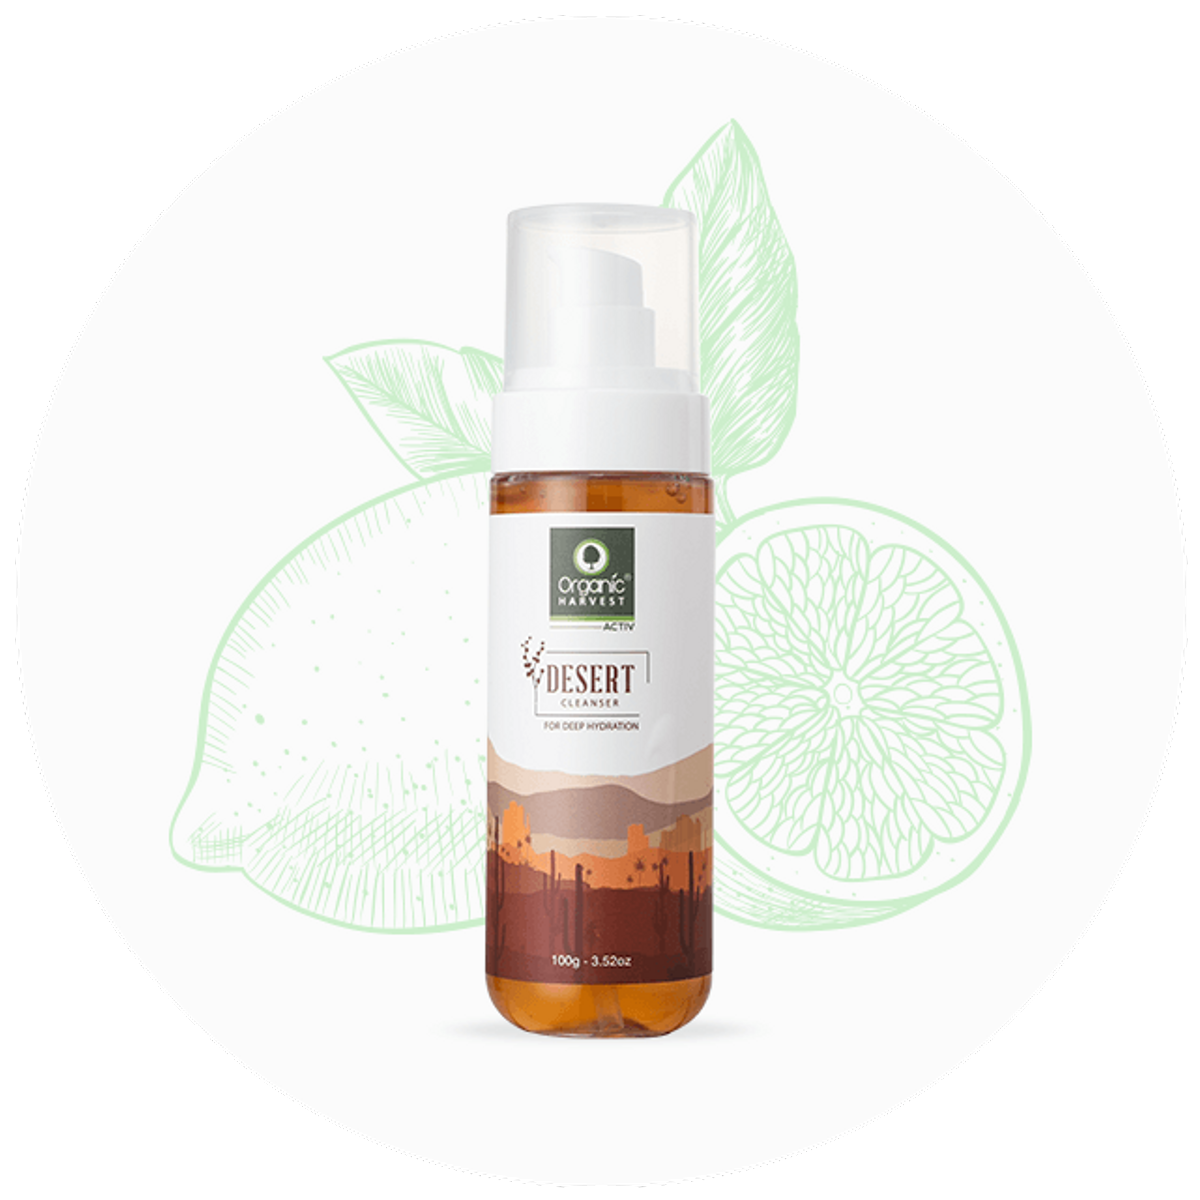 Organic®
HARVEST
ACTIV
DESERT
CLEANSER
FOR DEEP HYDRATION
100g - 3.52oz